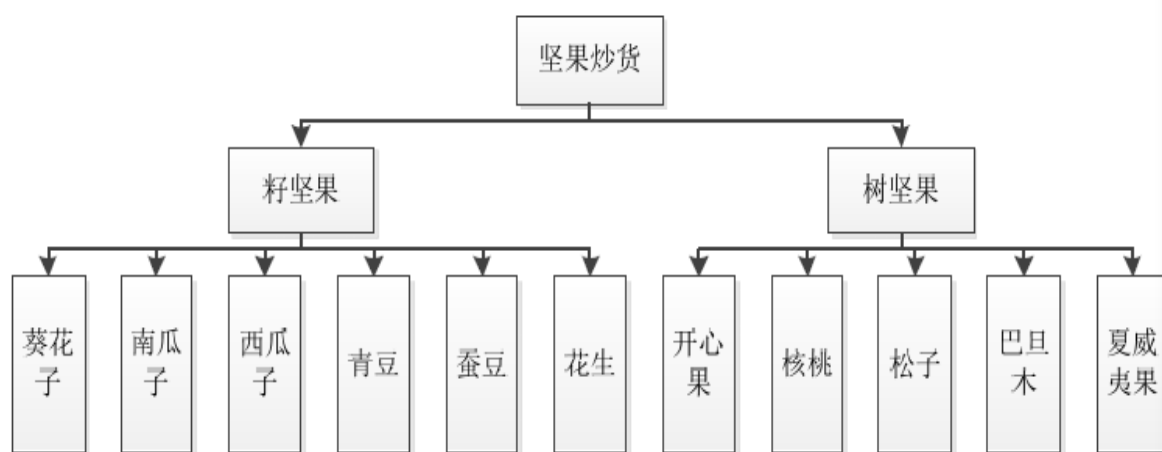 坚果炒货
籽坚果
树坚果
葵花
子
南瓜
子
西瓜
子
青豆
蚕豆
花生
开心
果
核桃
松子
巴旦
木
夏威
夷果